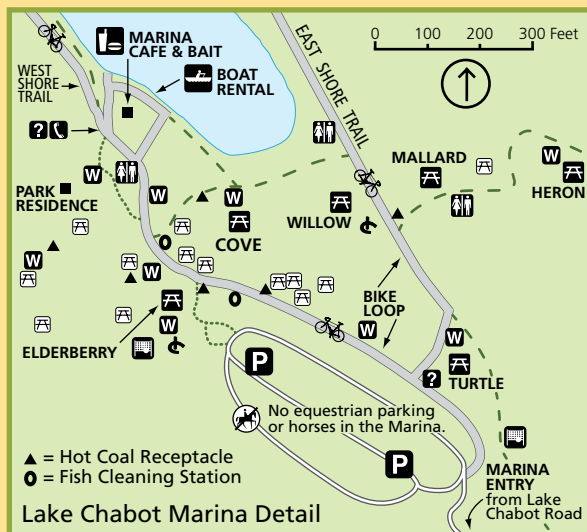 MARINA
CAFE & BAIT
BOAT
RENTAL
WEST
SHORE
TRAIL
EAST SHORE TRAIL
0 100 200 300 Feet
?
W
PARK
RESIDENCE
W
W
COVE
WILLOW
MALLARD
W
HERON
W
W
ELDERBERRY
W
BIKE
LOOP
W
W
?
TURTLE
P
P
No equestrian parking
or horses in the Marina.
= Hot Coal Receptacle
= Fish Cleaning Station
Lake Chabot Marina Detail
MARINA
ENTRY
from Lake
Chabot Road